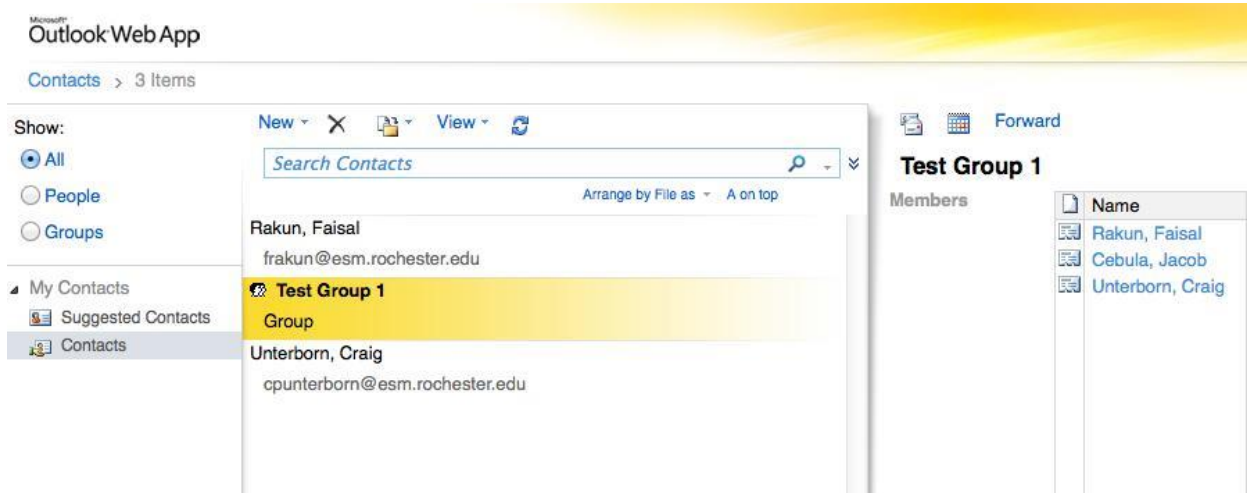 Microsoft®
Outlook Web App
Contacts > 3 Items
Show:
All
People
Groups
My Contacts
Suggested Contacts
Contacts
New View
Search Contacts
Arrange by File as A on top
Rakun, Faisal
frakun@esm.rochester.edu
Test Group 1
Group
Unterborn, Craig
cpunterborn@esm.rochester.edu
Forward
Test Group 1
Members
Name
Rakun, Faisal
Cebula, Jacob
Unterborn, Craig